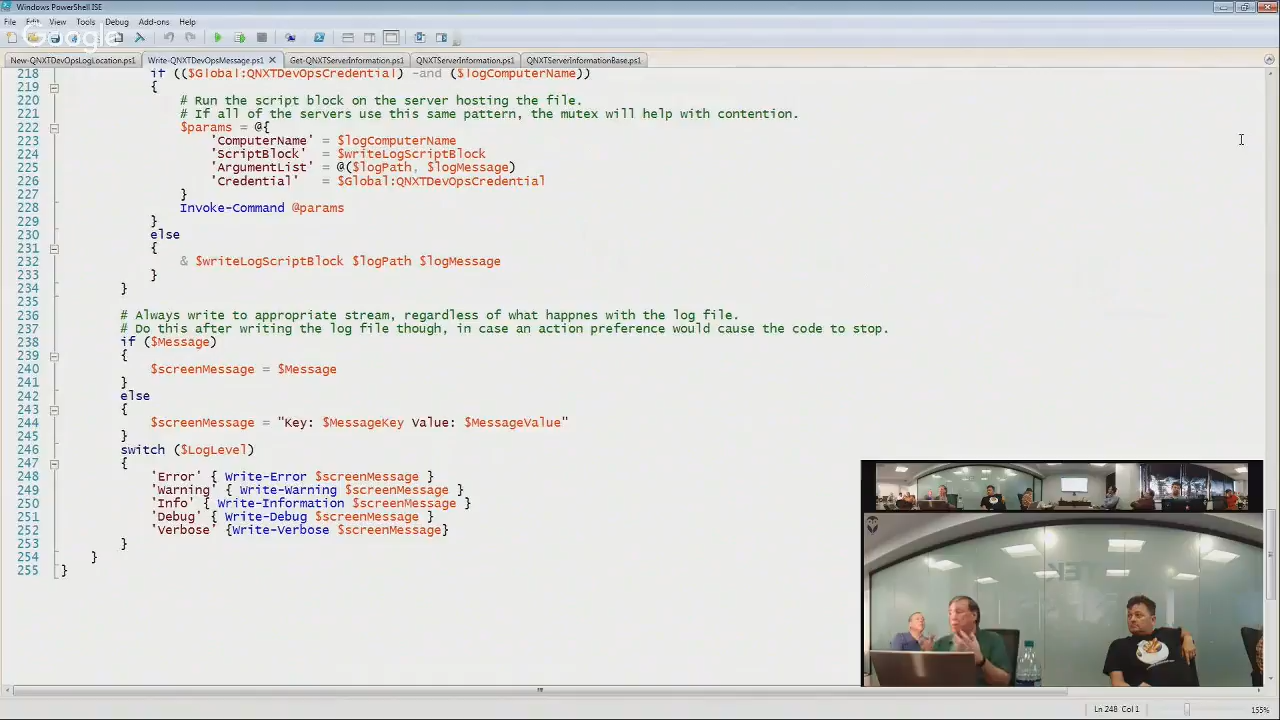 Windows PowerShell ISE
File Edit View Tools Debug Add-ons Help
Google
New-QNXTDevOpsLogLocation.ps1 Write-QNXTDevOpsMessage.ps1 Get-QNXTServerInformation.ps1 QNXTServerInformation.ps1 QNXTServerInformationBase.ps1
218 if (($Global:QNXTDevOpsCredential) -and ($logComputerName))
219 {
220 # Run the script block on the server hosting the file.
221 # If all of the servers use this same pattern, the mutex will help with contention.
222 $params = @{
223 'ComputerName' = $logComputerName
224 'ScriptBlock' = $writeLogScriptBlock
225 'ArgumentList' = @($logPath, $logMessage)
226 'Credential' = $Global:QNXTDevOpsCredential
227 }
228 Invoke-Command @params
229 }
230 else
231 {
232 & $writeLogScriptBlock $logPath $logMessage
233 }
234 }
235
236 # Always write to appropriate stream, regardless of what happnes with the log file.
237 # Do this after writing the log file though, in case an action preference would cause the code to stop.
238 if ($Message)
239 {
240 $screenMessage = $Message
241 }
242 else
243 {
244 $screenMessage = "Key: $MessageKey Value: $MessageValue"
245 }
246 switch ($LogLevel)
247 {
248 'Error' { Write-Error $screenMessage }
249 'Warning' { Write-Warning $screenMessage }
250 'Info' { Write-Information $screenMessage }
251 'Debug' { Write-Debug $screenMessage }
252 'Verbose' {Write-Verbose $screenMessage}
253 }
254 }
255 }
Ln 248 Col 1 155%